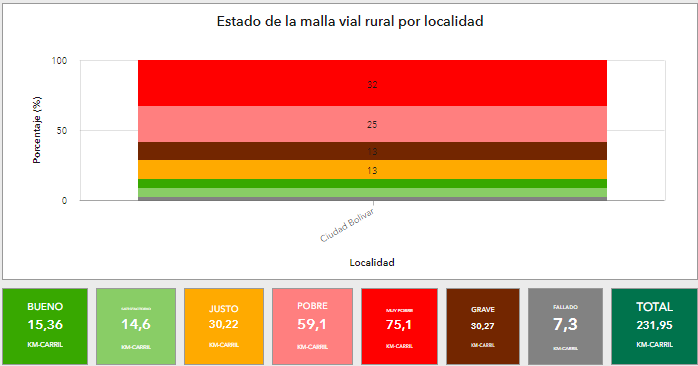 Estado de la malla vial rural por localidad
100
32
25
Porcentaje (%)
50
13
13
0
Ciudad Bolívar
Localidad
BUENO
15,36
KM-CARRIL
14,6
KM-CARRIL
JUSTO
30,22
KM-CARRIL
POBRE
59,1
KM-CARRIL
MUY POBRE
75,1
KM-CARRIL
GRAVE
30,27
KM-CARRIL
FALLADO
7,3
KM-CARRIL
TOTAL
231,95
KM-CARRIL